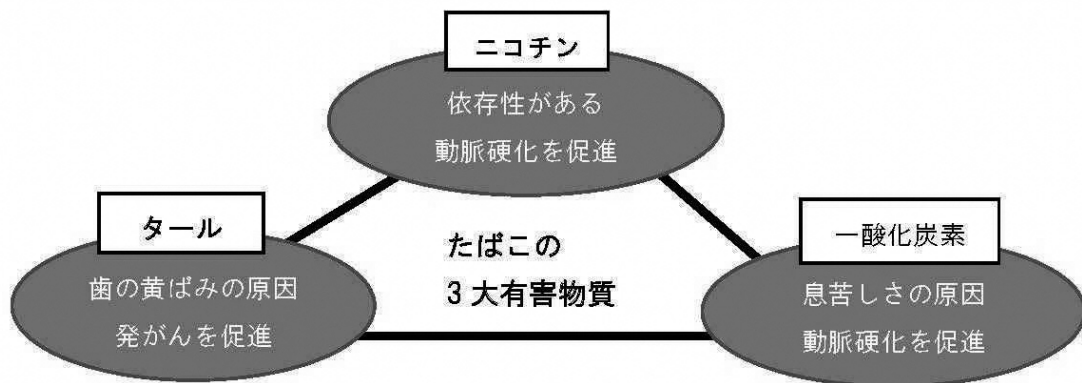 ニコチン
依存性がある
動脈硬化を促進
タール
歯の黄ばみの原因
発がんを促進
たばこの
3大有害物質
一酸化炭素
息苦しさの原因
動脈硬化を促進